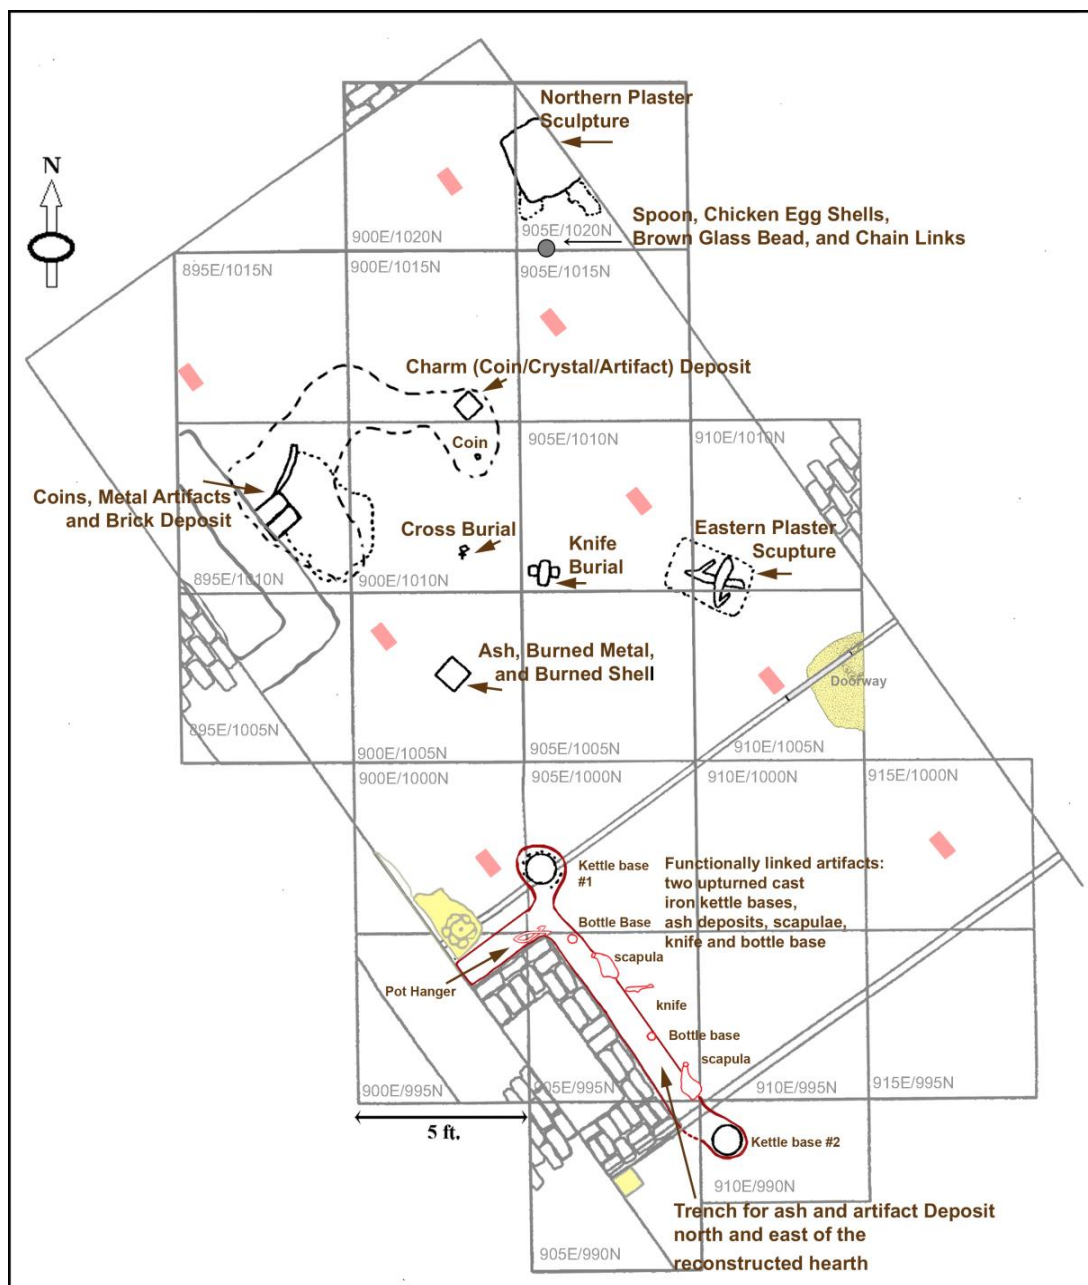 Northern Plaster
Sculpture
N
Spoon, Chicken Egg Shells,
Brown Glass Bead, and Chain Links
900E/1020N
905E/1020N
895E/1015N
900E/1015N
905E/1015N
Charm (Coin/Crystal/Artifact) Deposit
Coin
905E/1010N
910E/1010N
Coins, Metal Artifacts
and Brick Deposit
Cross Burial
Knife
Burial
Eastern Plaster
Scupture
895E/1010N
900E/1010N
Ash, Burned Metal,
and Burned Shell
Doorway
895E/1005N
900E/1005N
905E/1005N
910E/1005N
900E/1000N
905E/1000N
910E/1000N
915E/1000N
Kettle base
#1
Functionally linked artifacts:
two upturned cast
iron kettle bases,
ash deposits, scapulae,
knife and bottle base
Bottle Base
scapula
Pot Hanger
knife
Bottle base
scapula
900E/995N
905E/995N
910E/995N
915E/995N
5 ft.
Kettle base #2
910E/990N
Trench for ash and artifact Deposit
north and east of the
reconstructed hearth
905E/990N